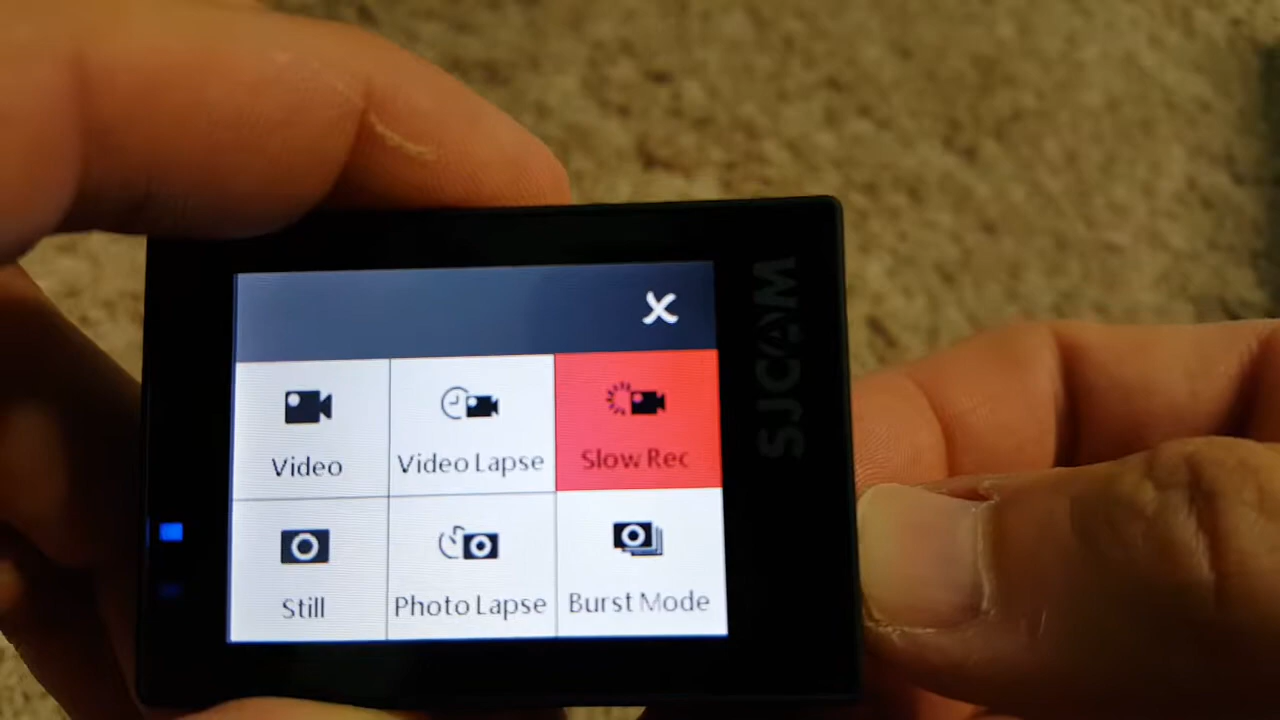 X
Video
Video Lapse
Slow Rec
Still
Photo Lapse
Burst Mode
SJCAM